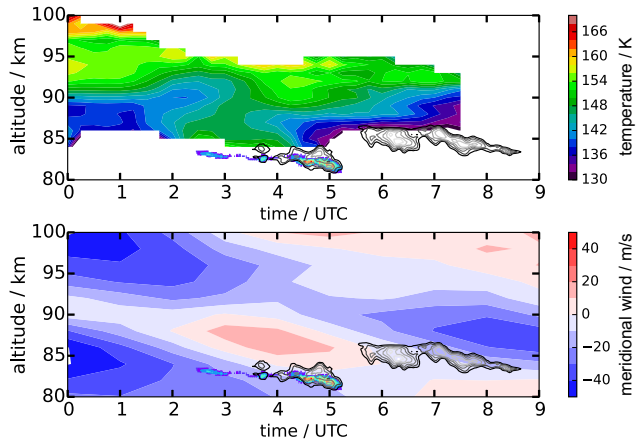 100
95
90
85
80
altitude / km
0 1 2 3 4 5 6 7 8 9
time / UTC
166
160
154
148
142
136
130
temperature / K
100
95
90
85
80
altitude / km
0 1 2 3 4 5 6 7 8 9
time / UTC
40
20
0
−20
−40
meridional wind / m/s